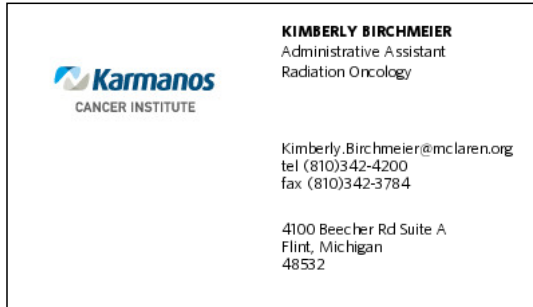 Karmanos
CANCER INSTITUTE
KIMBERLY BIRCHMEIER
Administrative Assistant
Radiation Oncology
Kimberly.Birchmeier@mclaren.org
tel (810)342-4200
fax (810)342-3784
4100 Beecher Rd Suite A
Flint, Michigan
48532